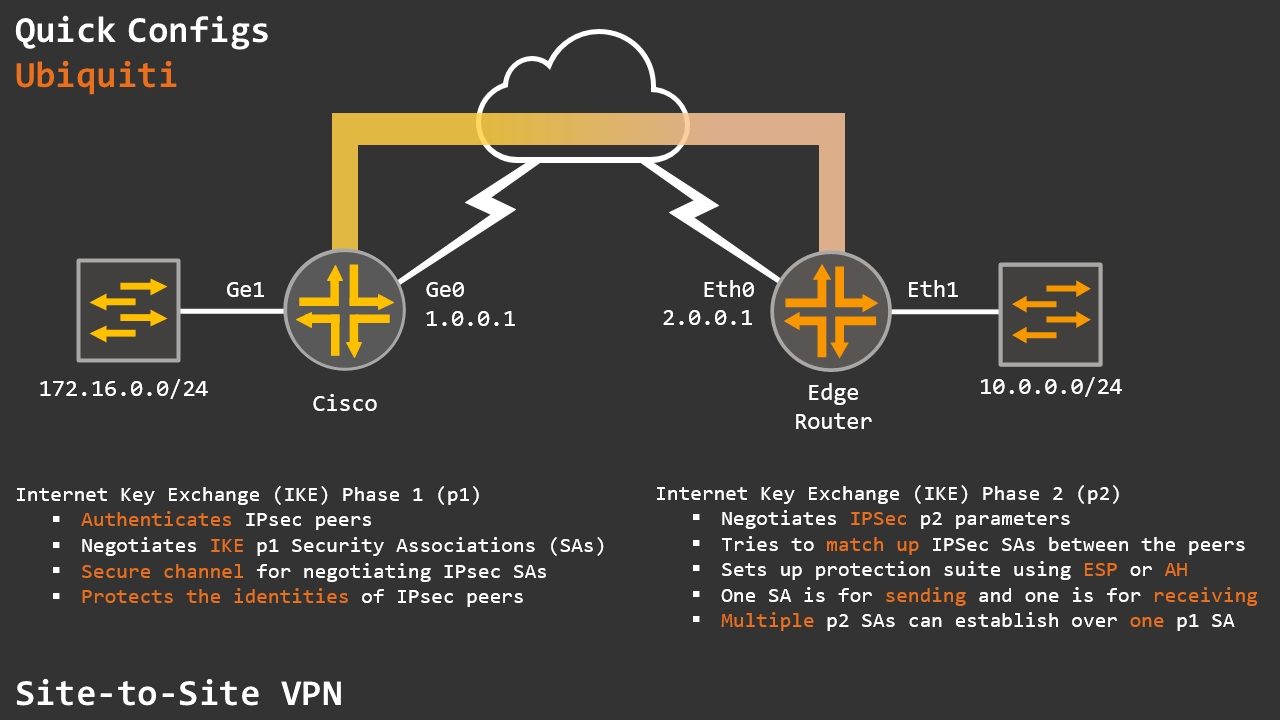 Quick Configs
Ubiquiti
Ge1
Ge0
1.0.0.1
Eth0
2.0.0.1
Eth1
172.16.0.0/24
Cisco
Edge
Router
10.0.0.0/24
Internet Key Exchange (IKE) Phase 1 (p1)
▪ Authenticates IPsec peers
▪ Negotiates IKE p1 Security Associations (SAs)
▪ Secure channel for negotiating IPsec SAs
▪ Protects the identities of IPsec peers
Internet Key Exchange (IKE) Phase 2 (p2)
▪ Negotiates IPSec p2 parameters
▪ Tries to match up IPSec SAs between the peers
▪ Sets up protection suite using ESP or AH
▪ One SA is for sending and one is for receiving
▪ Multiple p2 SAs can establish over one p1 SA
Site-to-Site VPN